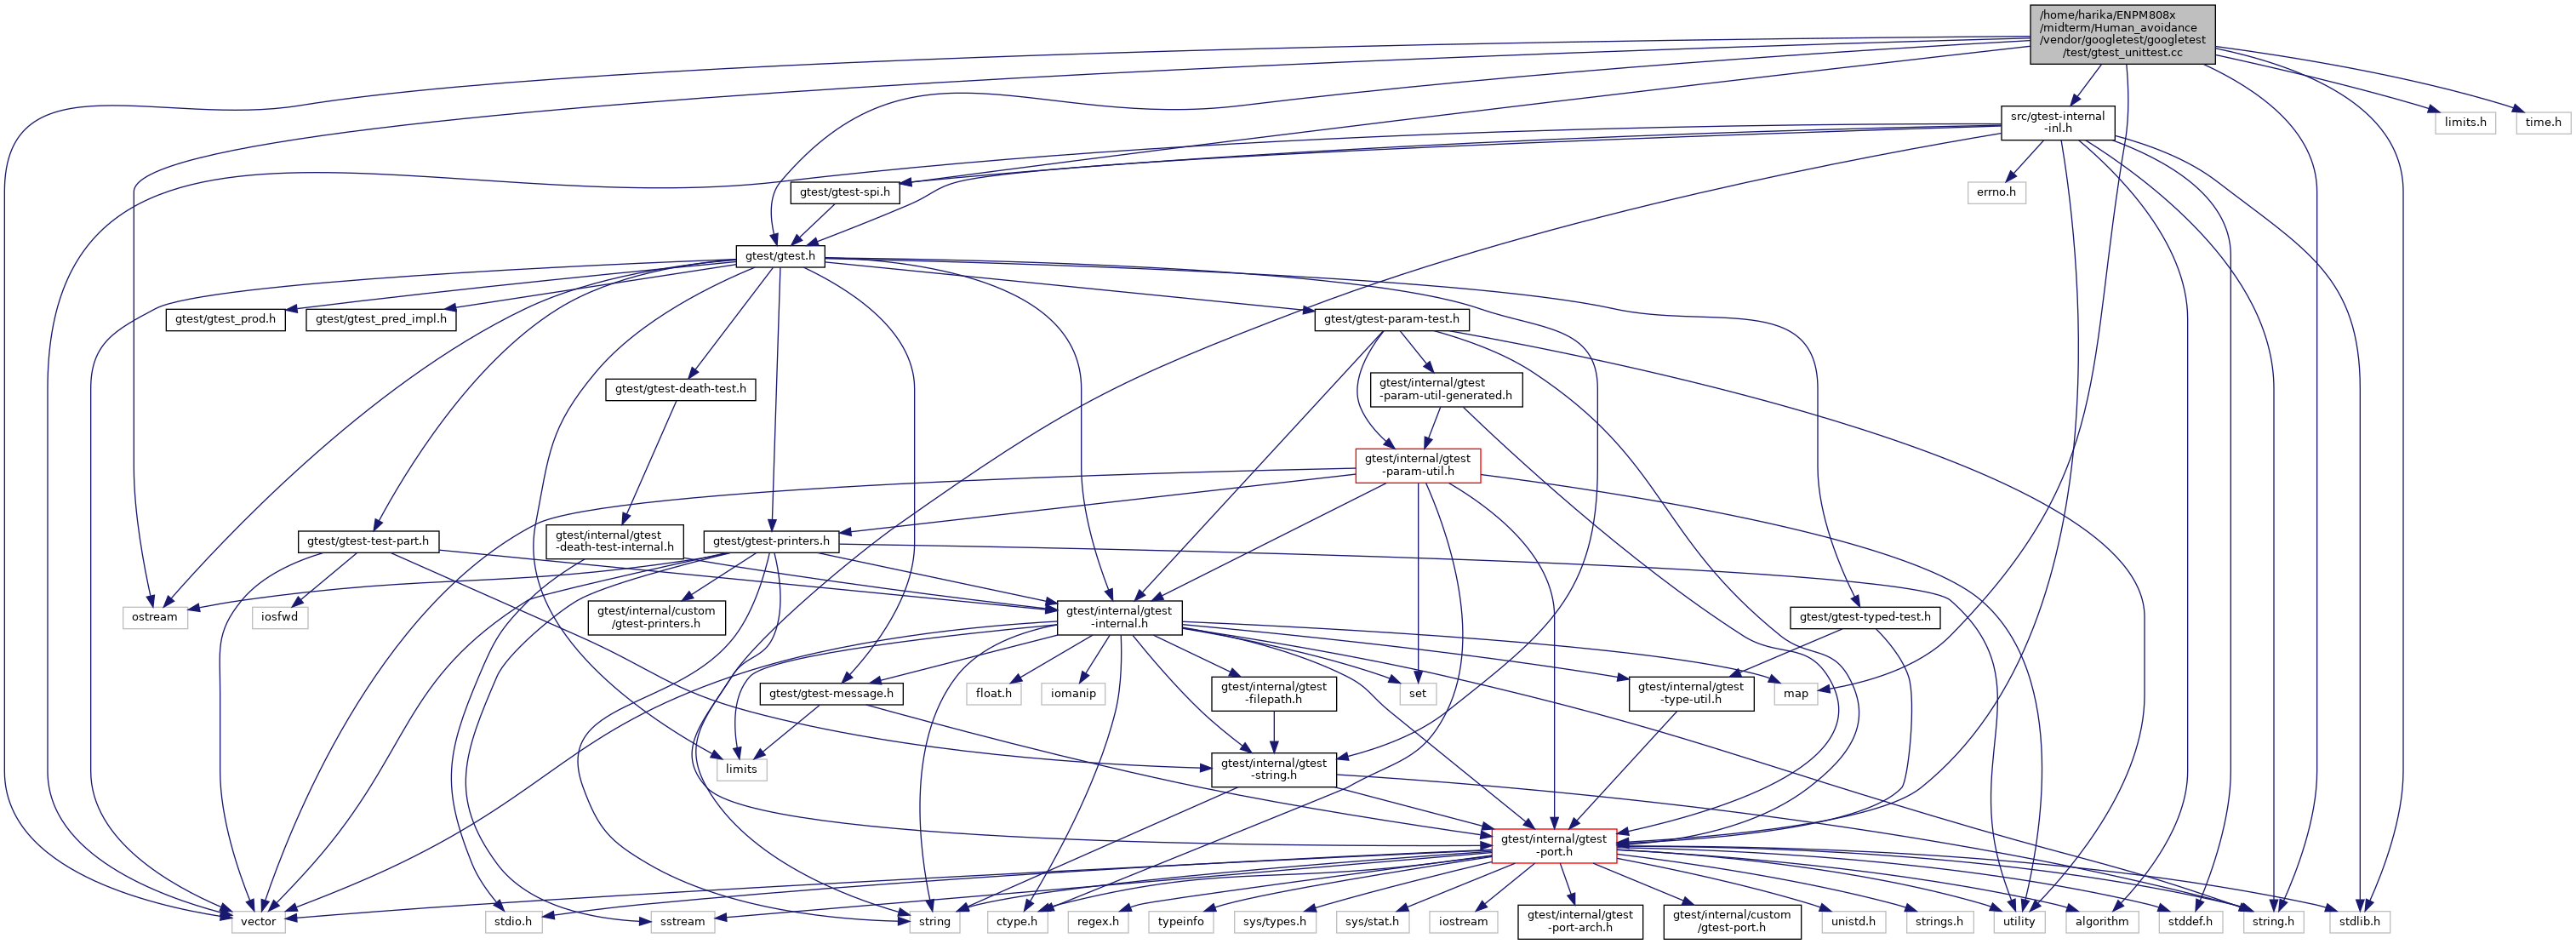 /home/harika/ENPM808x
/midterm/Human_avoidance
/vendor/googletest/googletest
/test/gtest_unittest.cc
src/gtest-internal
-inl.h
limits.h
time.h
gtest/gtest-spi.h
errno.h
gtest/gtest.h
gtest/gtest_prod.h
gtest/gtest_pred_impl.h
gtest/gtest-param-test.h
gtest/gtest-death-test.h
gtest/internal/gtest
-param-util-generated.h
gtest/internal/gtest
-param-util.h
gtest/gtest-test-part.h
gtest/internal/gtest
-death-test-internal.h
gtest/gtest-printers.h
ostream
iosfwd
gtest/internal/custom
/gtest-printers.h
gtest/internal/gtest
-internal.h
gtest/gtest-typed-test.h
gtest/gtest-message.h
float.h
iomanip
gtest/internal/gtest
-filepath.h
set
gtest/internal/gtest
-type-util.h
map
limits
gtest/internal/gtest
-string.h
gtest/internal/gtest
-port.h
vector
stdio.h
sstream
string
ctype.h
regex.h
typeinfo
sys/types.h
sys/stat.h
iostream
gtest/internal/gtest
-port-arch.h
gtest/internal/custom
/gtest-port.h
unistd.h
strings.h
utility
algorithm
stddef.h
string.h
stdlib.h